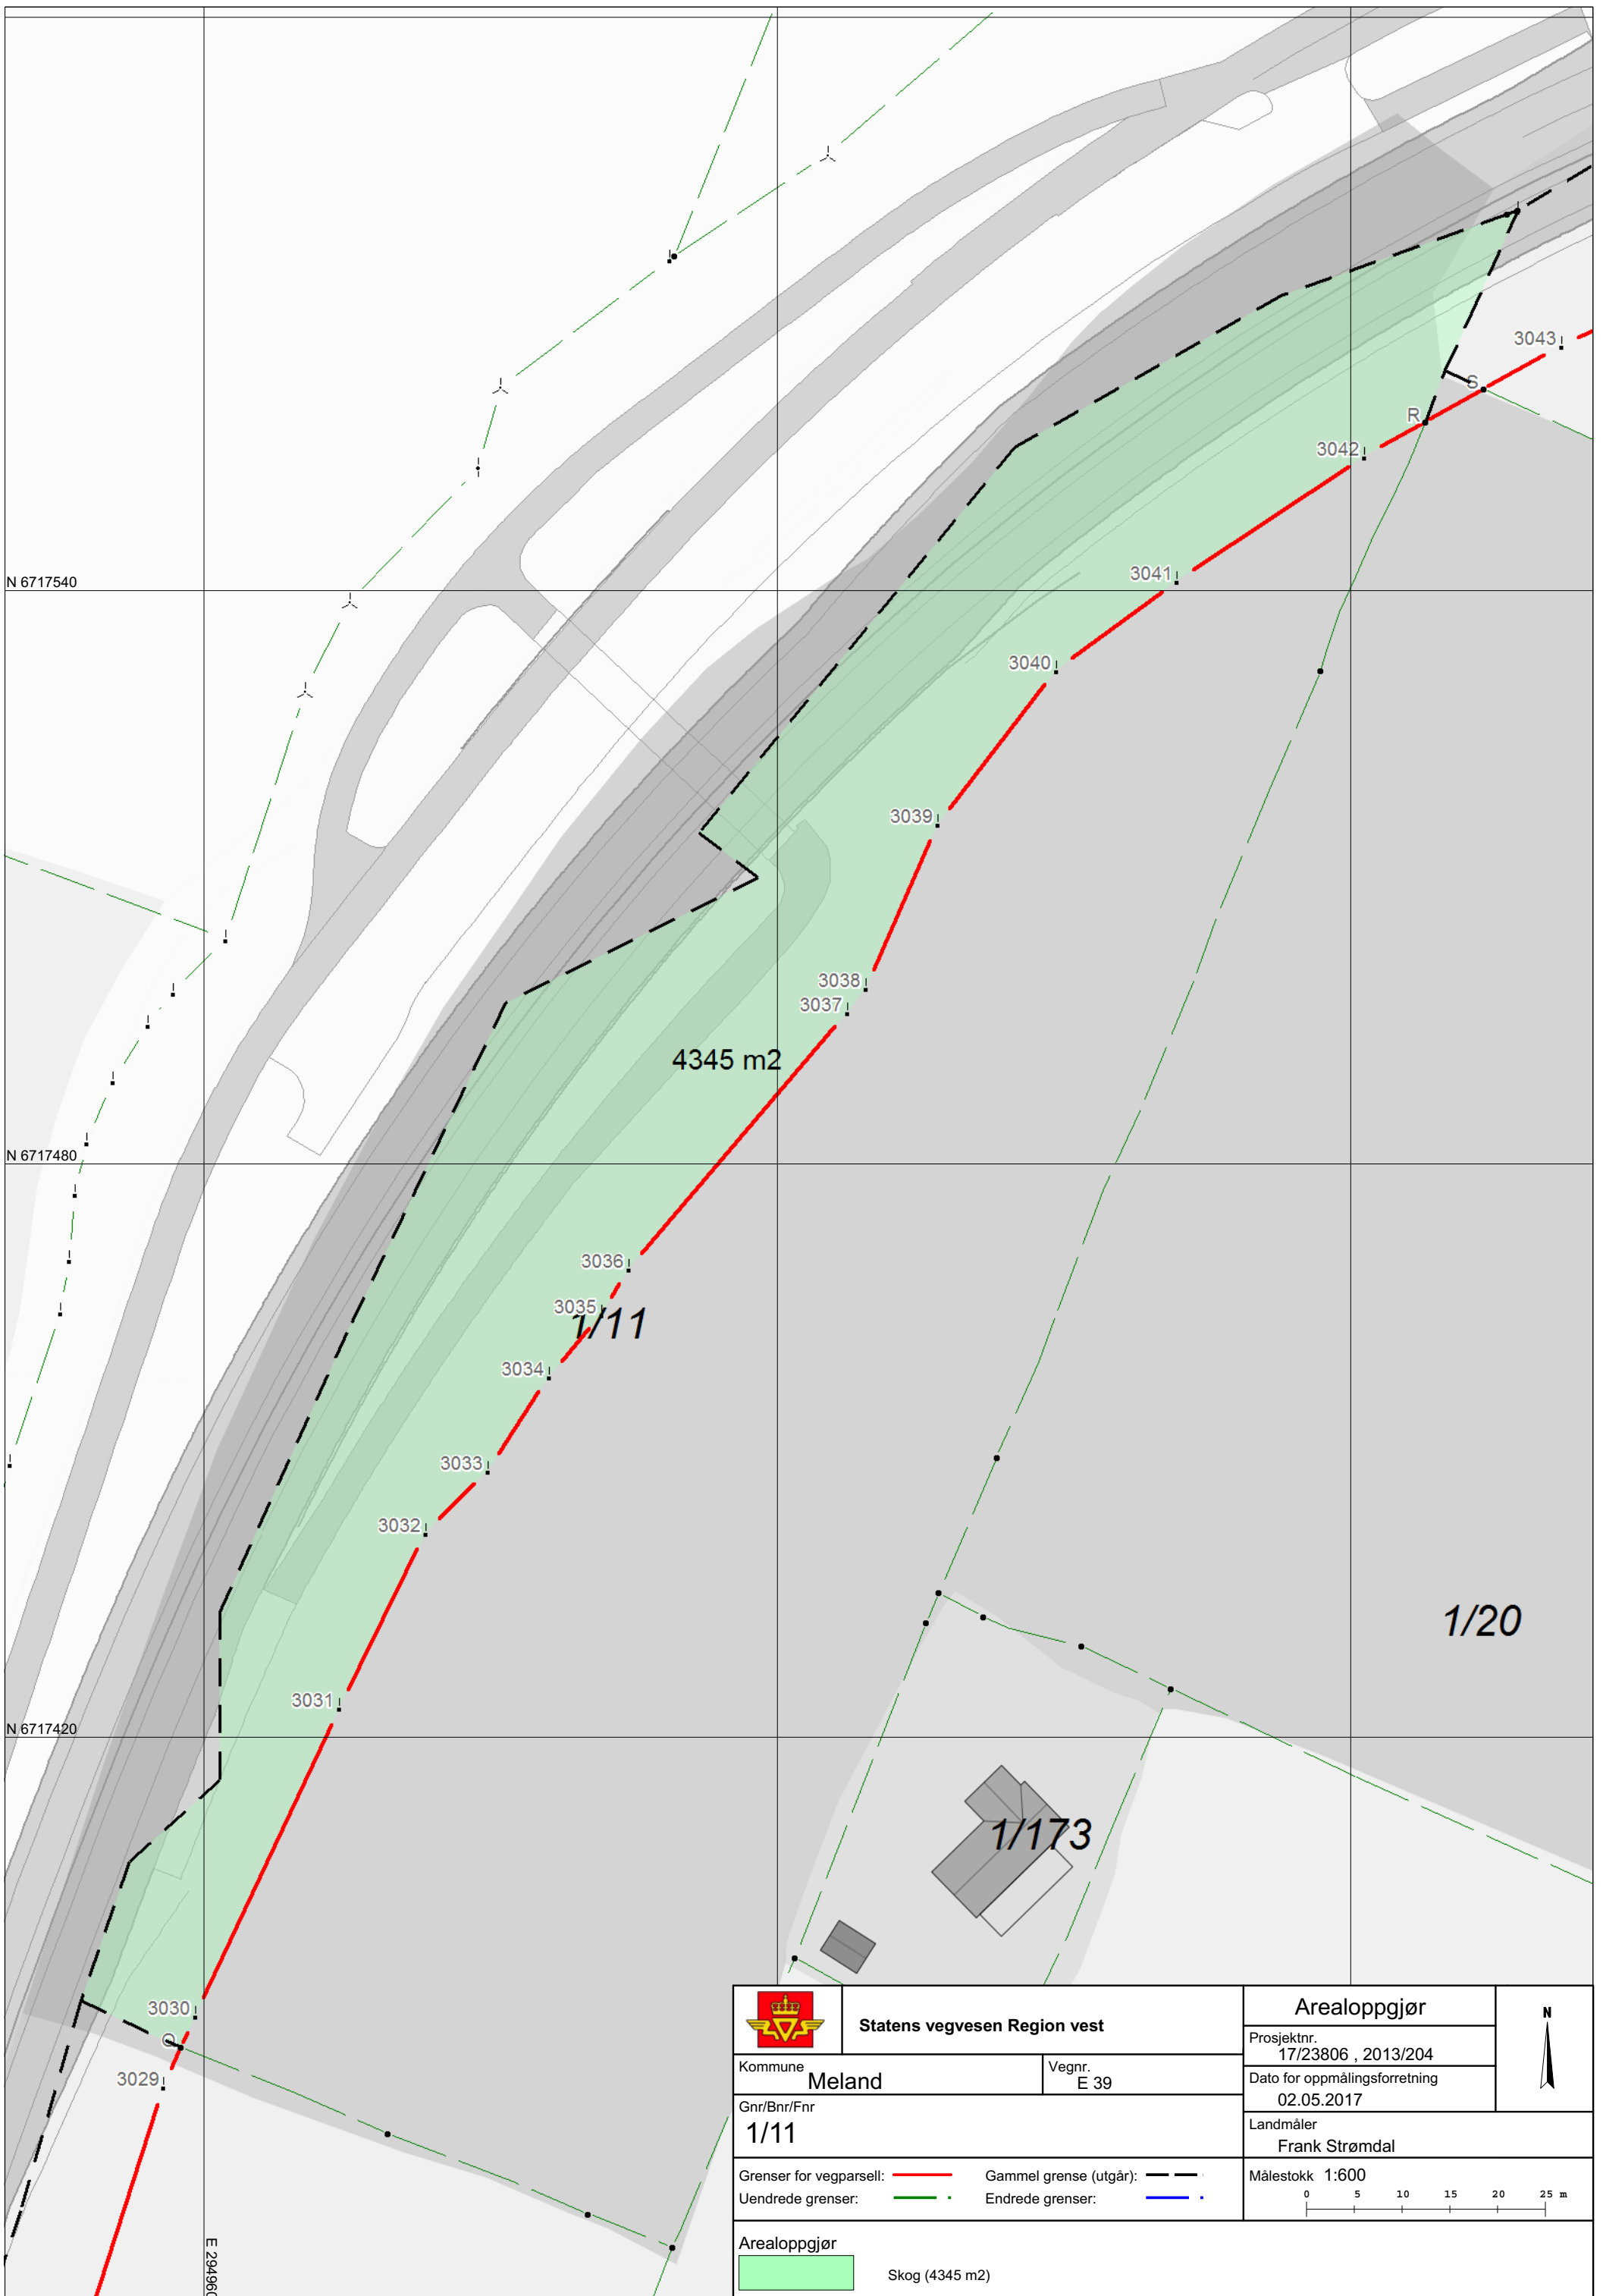 3043
S
R
3042
N 6717540
3041
3040
3039
3038
3037
4345 m2
N 6717480
3036
3035
1/11
3034
3033
3032
1/20
3031
N 6717420
1/173
3030
Q
3029
E 294960
Statens vegvesen Region vest
Arealoppgjør
N
Prosjektnr.
17/23806 , 2013/204
Kommune
Meland
Vegnr.
E 39
Dato for oppmålingsforretning
02.05.2017
Gnr/Bnr/Fnr
1/11
Landmåler
Frank Strømdal
Grenser for vegparsell:
Gammel grense (utgår):
Uendrede grenser:
Endrede grenser:
Målestokk 1:600
0 5 10 15 20 25 m
Arealoppgjør
Skog (4345 m2)